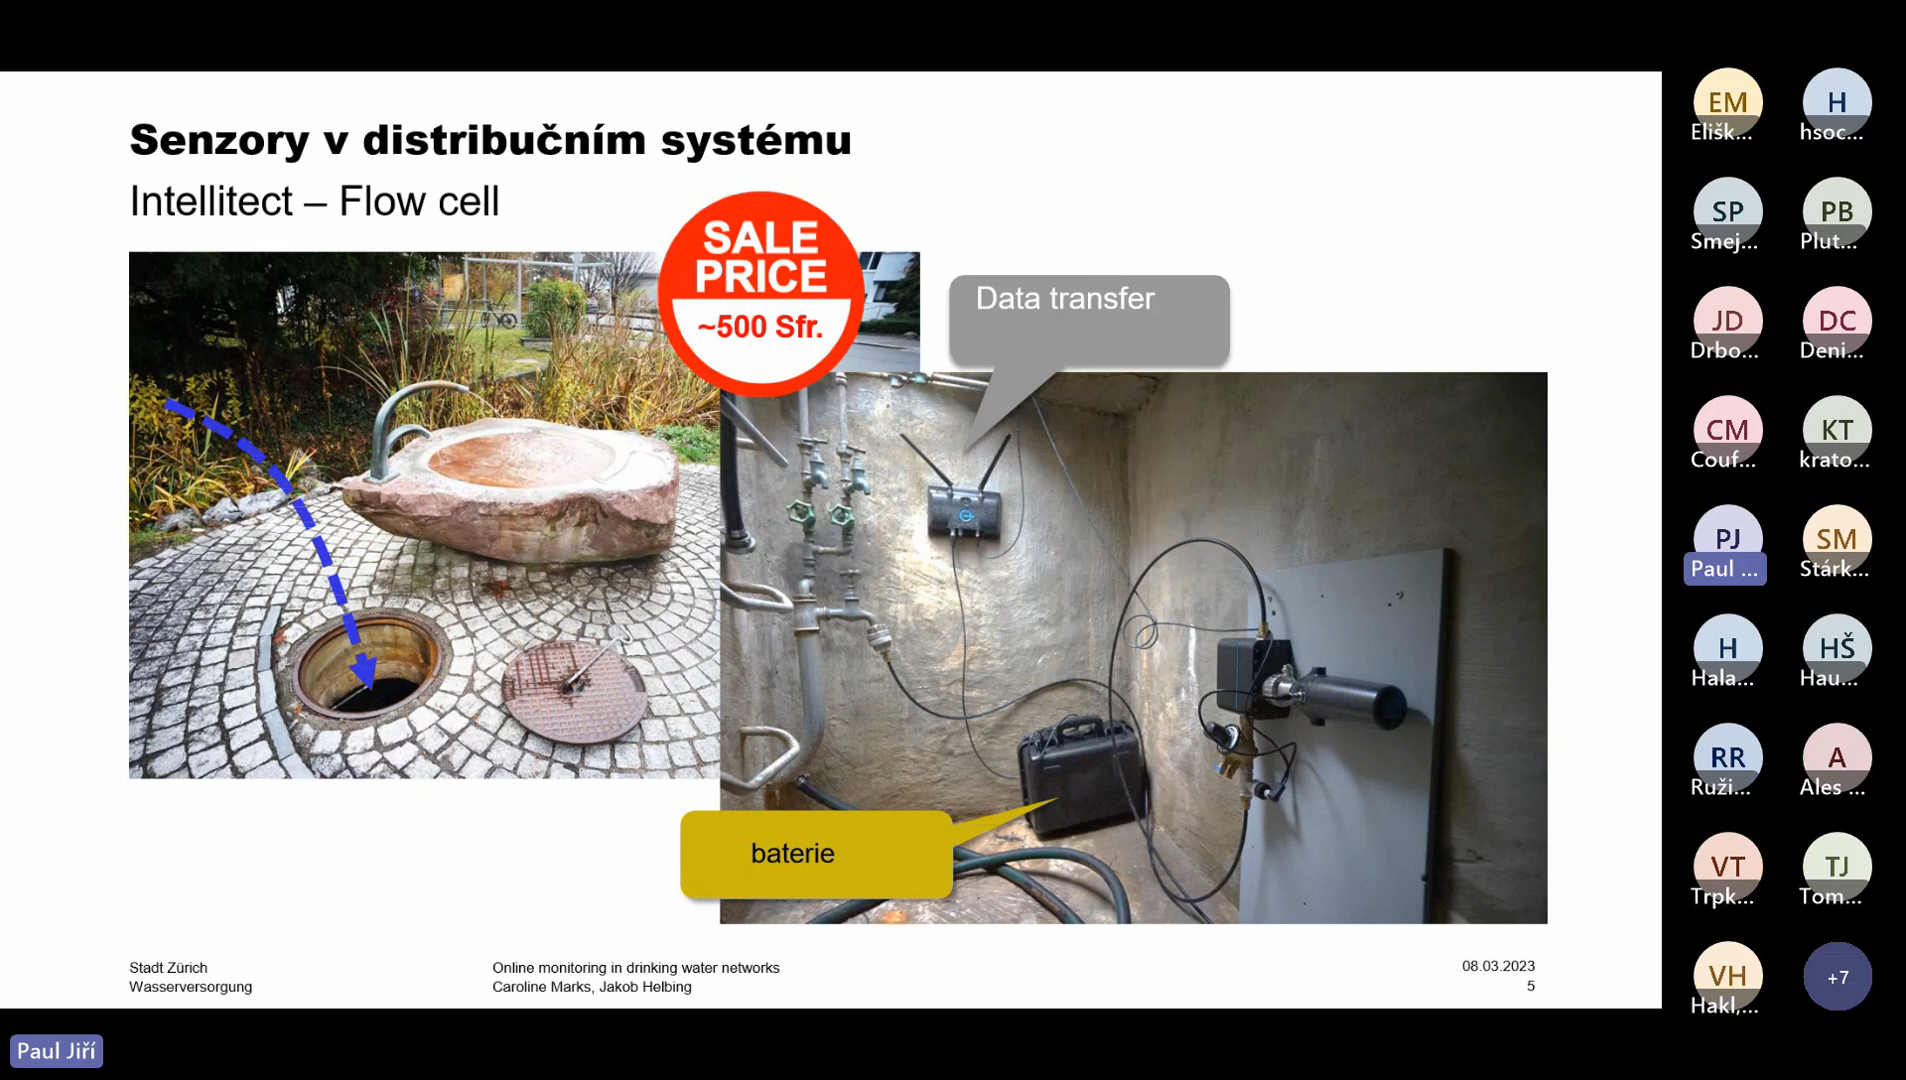 Senzory v distribučním systému
Intellitect – Flow cell
SALE
PRICE
~500 Sfr.
Data transfer
baterie
Stadt Zürich
Wasserversorgung
Online monitoring in drinking water networks
Caroline Marks, Jakob Helbing
08.03.2023
5
EM
Elišk...
H
hsoc...
SP
Smej...
PB
Plut...
JD
Drbo...
DC
Deni...
CM
Couf...
KT
krato...
PJ
Paul ...
SM
Stárk...
H
Hala...
HŠ
Hau...
RR
Ruži...
A
Ales ...
VT
Trpk...
TJ
Tom...
VH
Hakl,...
+7
Paul Jiří